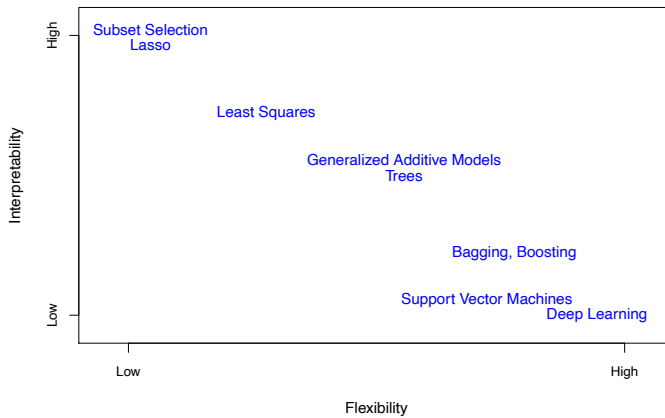 High
Subset Selection
Lasso
Least Squares
Interpretability
Generalized Additive Models
Trees
Bagging, Boosting
Support Vector Machines
Low
Deep Learning
Low
High
Flexibility